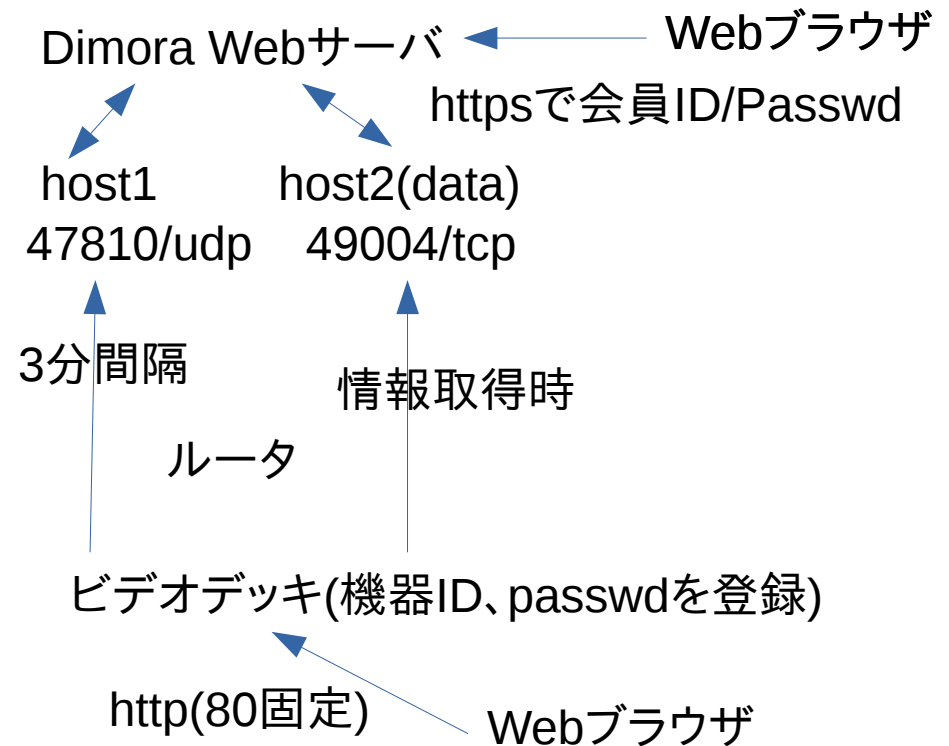 Dimora Webサーバ
Webブラウザ
httpsで会員ID/Passwd
host1
host2(data)
47810/udp
49004/tcp
3分間隔
情報取得時
ルータ
ビデオデッキ(機器ID、passwdを登録)
http(80固定)
Webブラウザ